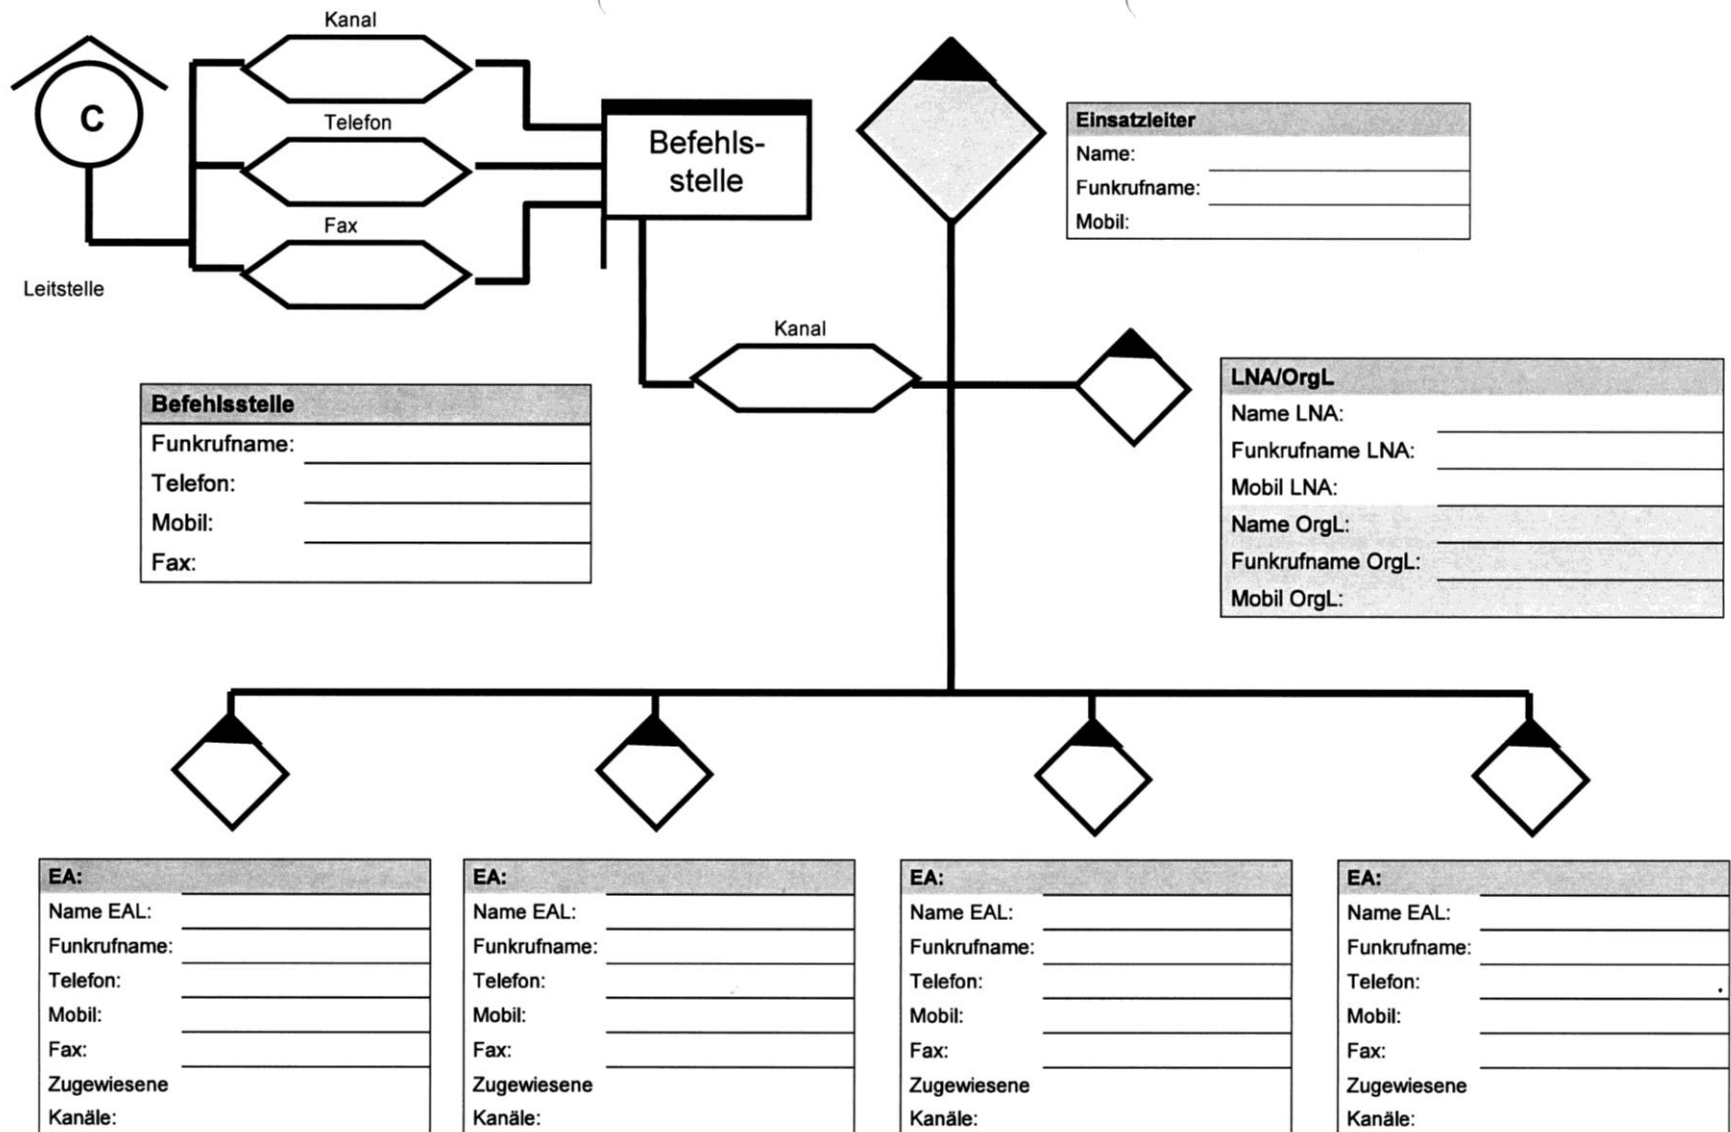 Kanal
C
Telefon
Fax
Leitstelle
Befehls-
stelle
Einsatzleiter
Name:
Funkrufname:
Mobil:
Kanal
Befehlsstelle
Funkrufname:
Telefon:
Mobil:
Fax:
LNA/OrgL
Name LNA:
Funkrufname LNA:
Mobil LNA:
Name OrgL:
Funkrufname OrgL:
Mobil OrgL:
EA:
Name EAL:
Funkrufname:
Telefon:
Mobil:
Fax:
Zugewiesene
Kanäle:
EA:
Name EAL:
Funkrufname:
Telefon:
Mobil:
Fax:
Zugewiesene
Kanäle:
EA:
Name EAL:
Funkrufname:
Telefon:
Mobil:
Fax:
Zugewiesene
Kanäle:
EA:
Name EAL:
Funkrufname:
Telefon:
Mobil:
Fax:
Zugewiesene
Kanäle: